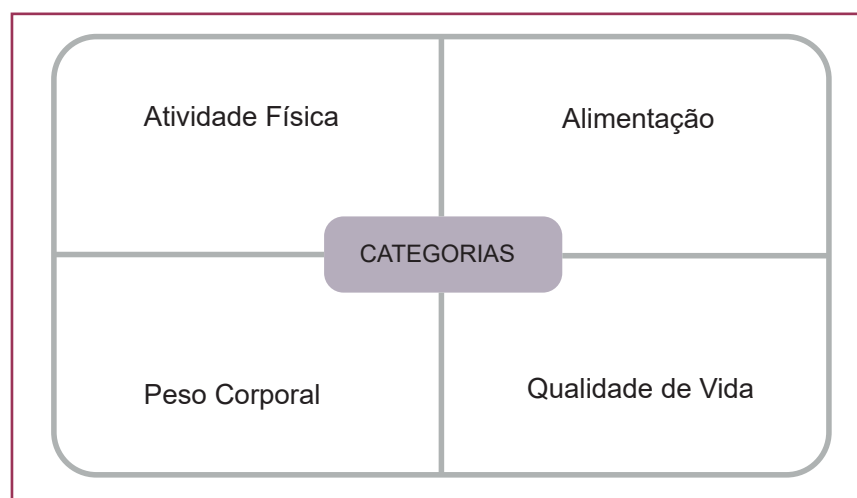 Atividade Física
Alimentação
CATEGORIAS
Peso Corporal
Qualidade de Vida